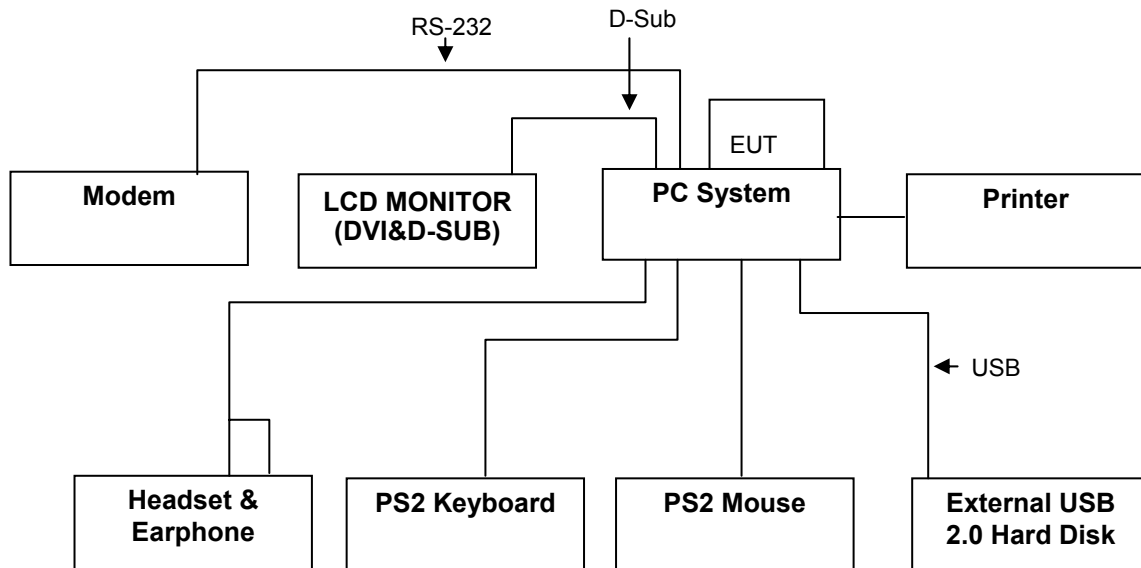 D-Sub
RS-232
EUT
Modem
LCD MONITOR
(DVI&D-SUB)
PC System
Printer
USB
Headset &
Earphone
PS2 Keyboard
PS2 Mouse
External USB
2.0 Hard Disk